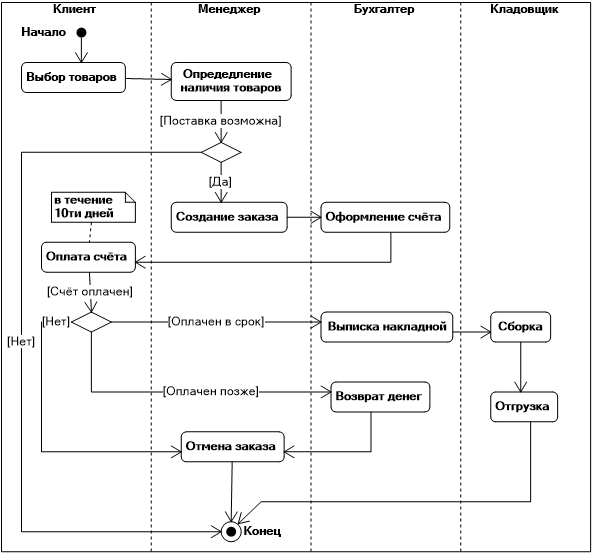 Клиент
Менеджер
Бухгалтер
Кладовщик
Начало
Выбор товаров
Опредедление
наличия товаров
[Поставка возможна]
[Да]
в течение
10ти дней
Создание заказа
Оформление счёта
Оплата счёта
[Счёт оплачен]
[Нет]
[Оплачен в срок]
Выписка накладной
Сборка
[Нет]
[Оплачен позже]
Возврат денег
Отгрузка
Отмена заказа
Конец